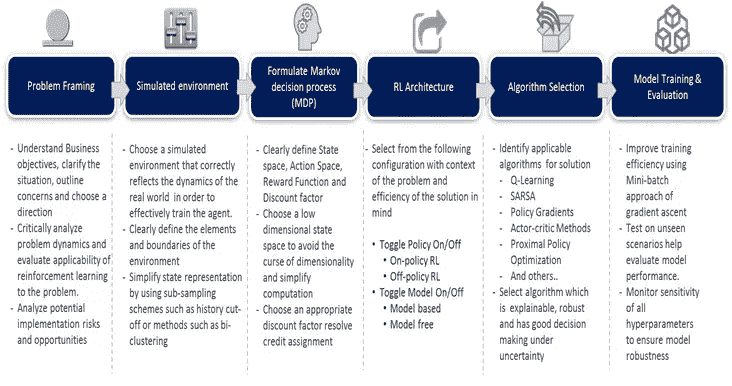 Problem Framing
Simulated environment
Formulate Markov
decision process
(MDP)
RL Architecture
Algorithm Selection
Model Training &
Evaluation
- Understand Business
objectives, clarify the
situation, outline
concerns and choose a
direction
- Critically analyze
problem dynamics and
evaluate applicability of
reinforcement learning
to the problem.
- Analyze potential
implementation risks
and opportunities
- Choose a simulated
environment that correctly
reflects the dynamics of the
real world in order to
effectively train the agent.
- Clearly define the elements
and boundaries of the
environment
- Simplify state representation
by using sub-sampling
schemes such as history cut-
off or methods such as bi-
clustering
- Clearly define State
space, Action Space,
Reward Function and
Discount factor
- Choose a low
dimensional state
space to avoid the
curse of dimensionality
and simplify
computation
- Choose an appropriate
discount factor resolve
credit assignment
- Select from the following
configuration with context
of the problem and
efficiency of the solution in
mind
• Toggle Policy On/Off
• On-policy RL
• Off-policy RL
• Toggle Model On/Off
• Model based
• Model free
- Identify applicable
algorithms for solution
- Q-Learning
- SARSA
- Policy Gradients
- Actor-critic Methods
- Proximal Policy
Optimization
- And others..
- Select algorithm which
is explainable, robust
and has good decision
making under
uncertainty
- Improve training
efficiency using
Mini-batch
approach of
gradient ascent
- Test on unseen
scenarios help
evaluate model
performance.
- Monitor sensitivity
of all
hyperparameters
to ensure model
robustness